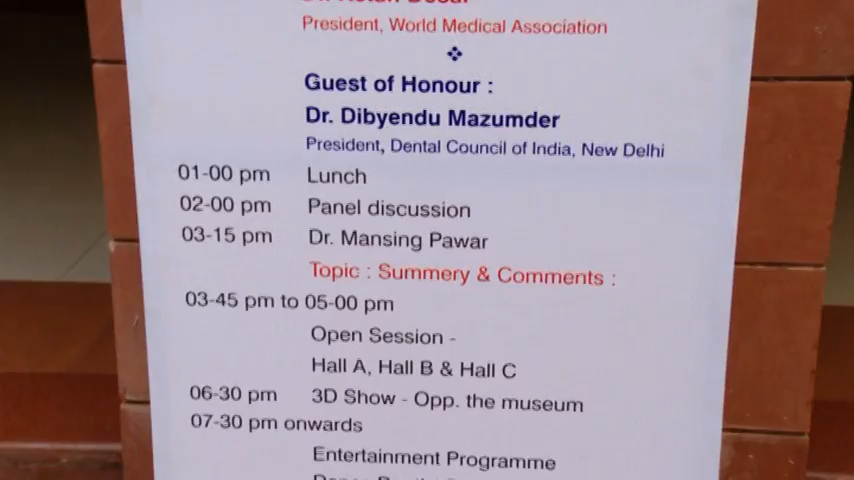 President, World Medical Association
Guest of Honour :
Dr. Dibyendu Mazumder
President, Dental Council of India, New Delhi
01-00 pm Lunch
02-00 pm Panel discussion
03-15 pm Dr. Mansing Pawar
Topic : Summery & Comments :
03-45 pm to 05-00 pm
Open Session -
Hall A, Hall B & Hall C
06-30 pm 3D Show - Opp. the museum
07-30 pm onwards
Entertainment Programme